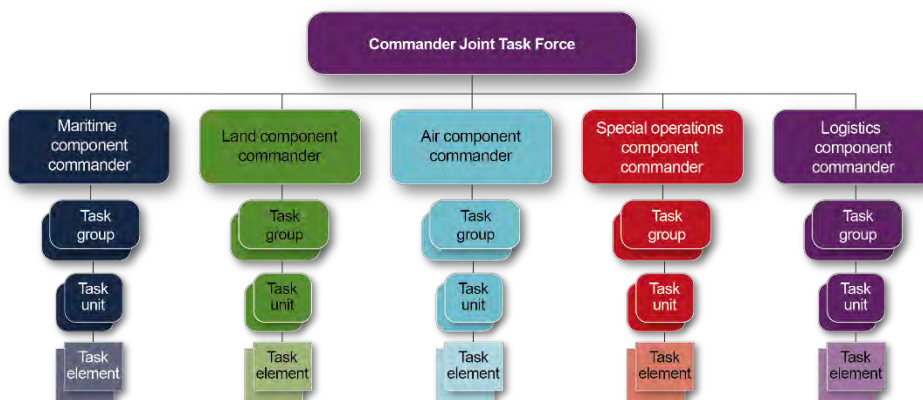 Commander Joint Task Force
Maritime
component
commander
Land component
commander
Air component
commander
Special operations
component
commander
Logistics
component
commander
Task
group
Task
group
Task
group
Task
group
Task
group
Task
unit
Task
unit
Task
unit
Task
unit
Task
unit
Task
element
Task
element
Task
element
Task
element
Task
element